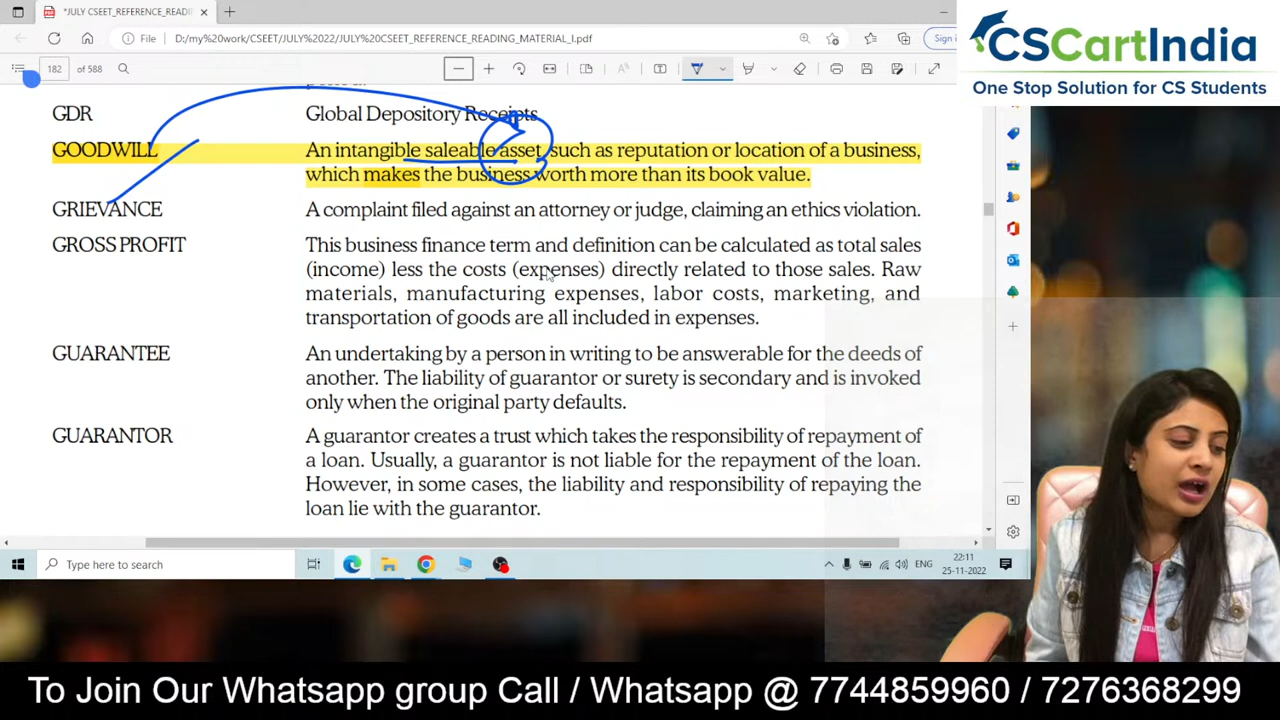 *JULY CSEET_REFERENCE_READING
CSCartIndia
One Stop Solution for CS Students
File
D:/my%20work/CSEET/JULY%202022/JULY%20CSEET_REFERENCE_READING_MATERIAL_I.pdf
Sign i
182 of 588
GDR Global Depository Receipts
GOODWILL An intangible saleable asset, such as reputation or location of a business,
which makes the business worth more than its book value.
GRIEVANCE A complaint filed against an attorney or judge, claiming an ethics violation.
GROSS PROFIT This business finance term and definition can be calculated as total sales
(income) less the costs (expenses) directly related to those sales. Raw
materials, manufacturing expenses, labor costs, marketing, and
transportation of goods are all included in expenses.
GUARANTEE An undertaking by a person in writing to be answerable for the deeds of
another. The liability of guarantor or surety is secondary and is invoked
only when the original party defaults.
GUARANTOR A guarantor creates a trust which takes the responsibility of repayment of
a loan. Usually, a guarantor is not liable for the repayment of the loan.
However, in some cases, the liability and responsibility of repaying the
loan lie with the guarantor.
Type here to search
ENG
22:11
25-11-2022
To Join Our Whatsapp group Call / Whatsapp @ 7744859960 / 7276368299